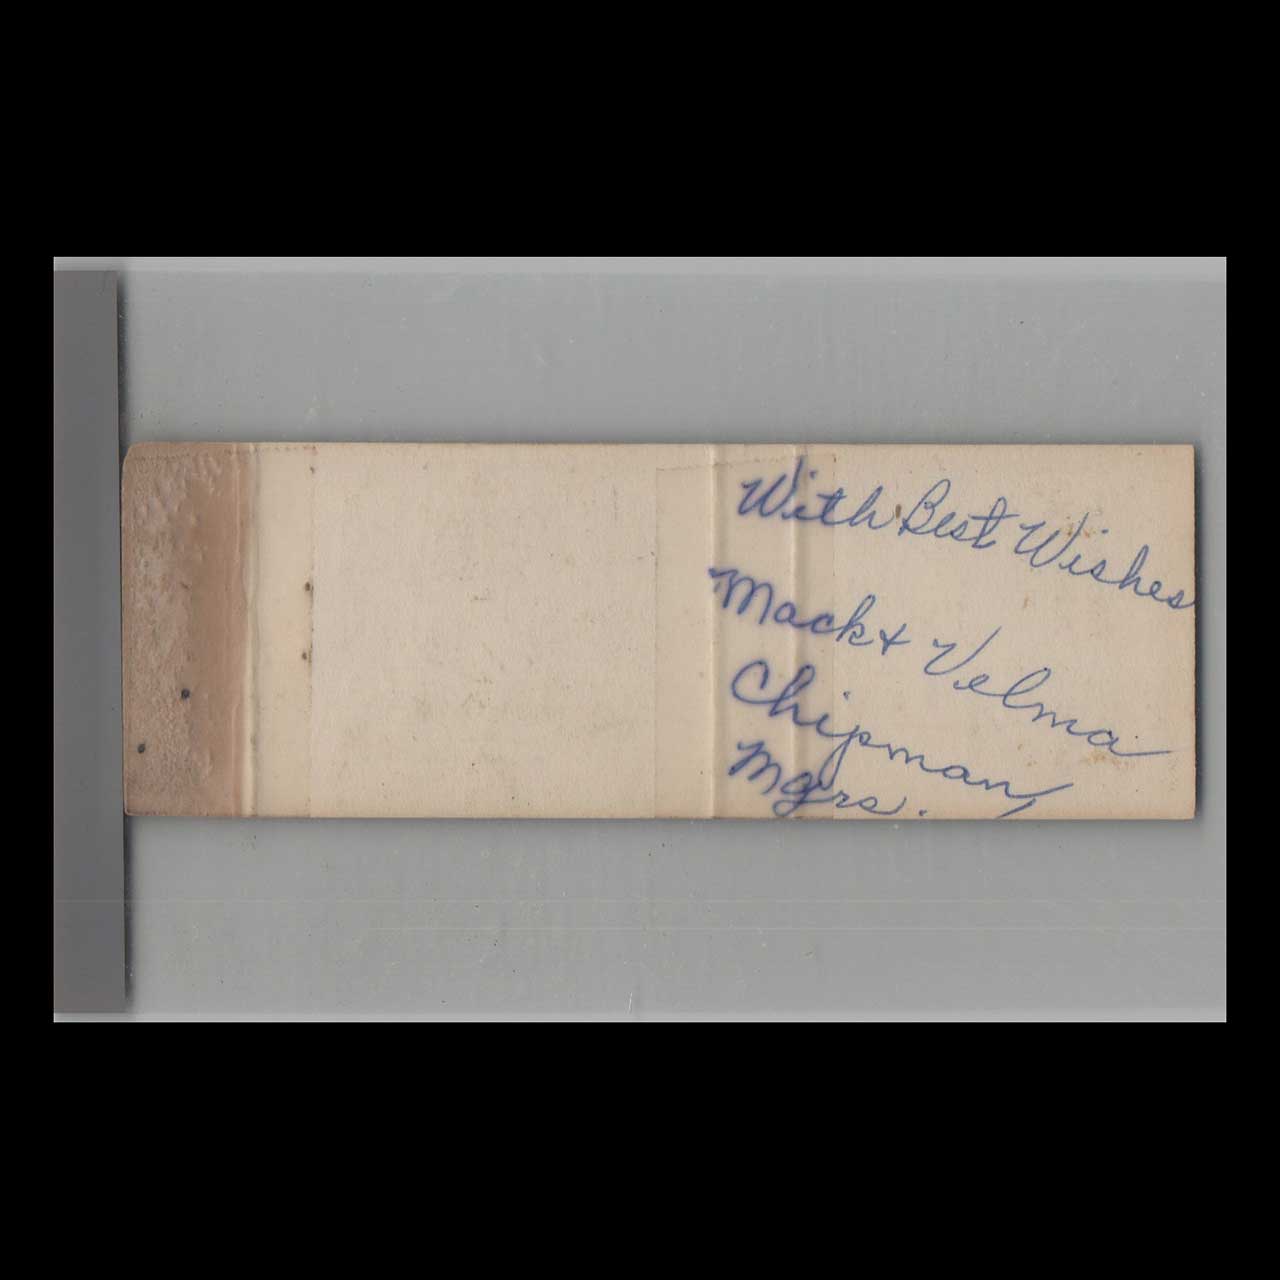 With Best Wishes
Mack & Velma
Chipman,
Mgrs.